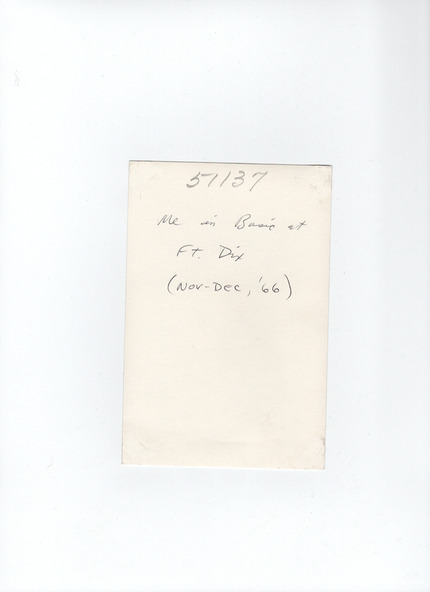 57137
Me in Basic at
Ft. Dix
(Nov-Dec, '66)